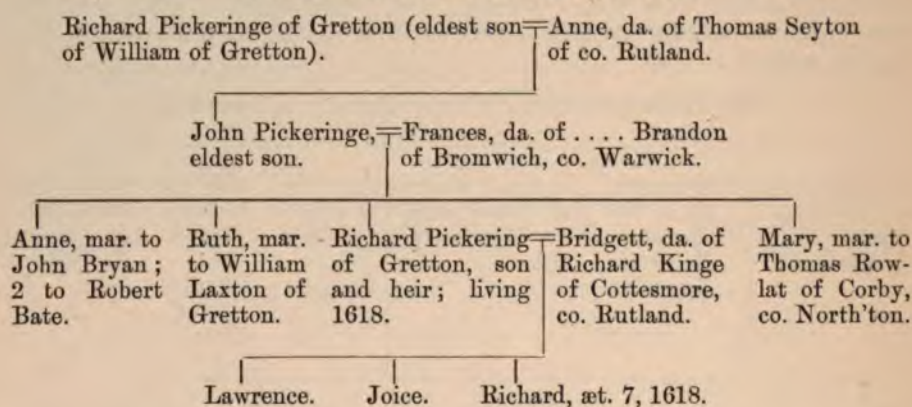 Richard Pickeringe of Gretton (eldest son=Anne, da. of Thomas Seyton
of William of Gretton). of co. Rutland.
John Pickeringe,=Frances, da. of .... Brandon
eldest son. of Bromwich, co. Warwick.
Anne, mar. to
John Bryan;
2 to Robert
Bate.
Ruth, mar.
to William
Laxton of
Gretton.
Richard Pickering=Bridgett, da. of
of Gretton, son
and heir; living
1618.
Richard Kinge
of Cottesmore,
co. Rutland.
Mary, mar. to
Thomas Row-
lat of Corby,
co. North'ton.
Lawrence. Joice. Richard, æt. 7, 1618.